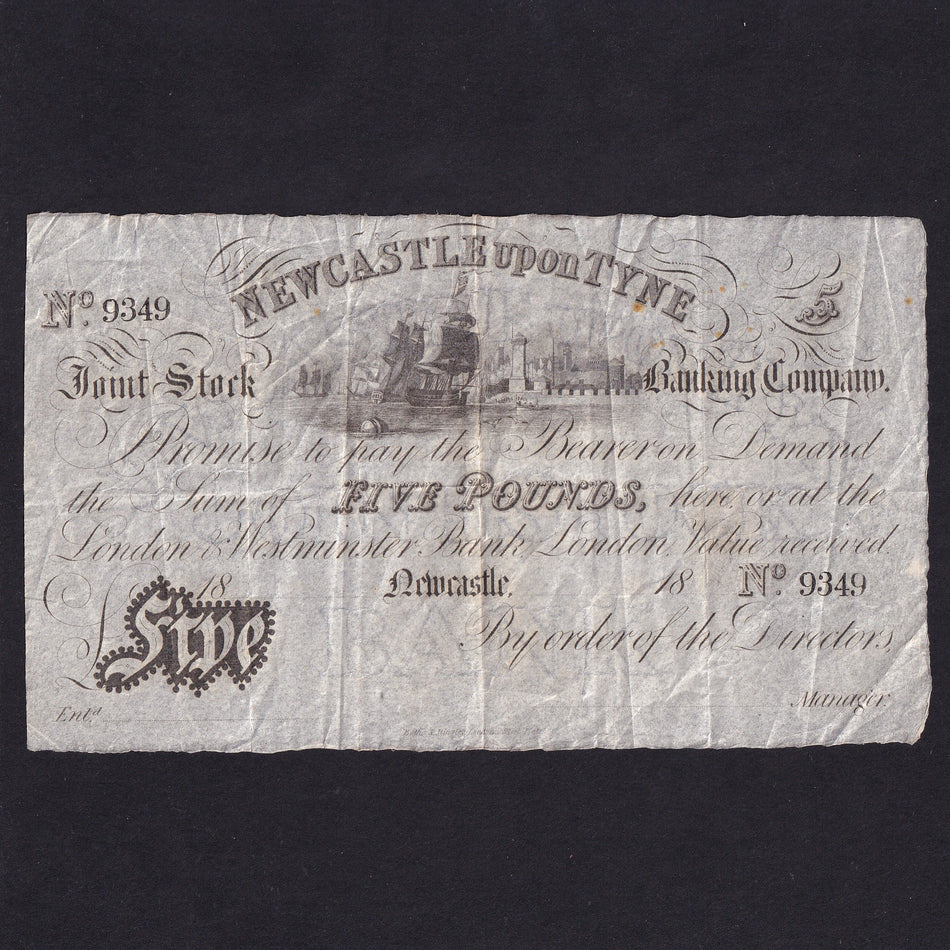 NEWCASTLE upon TYNE
No. 9349
5
Joint Stock Banking Company.
I Promise to pay the Bearer on Demand
the Sum of FIVE POUNDS, here, or at the
London & Westminster Bank, London, Value received.
18 Newcastle, 18 No. 9349
£Five
By order of the Directors,
Manager.
Entd.